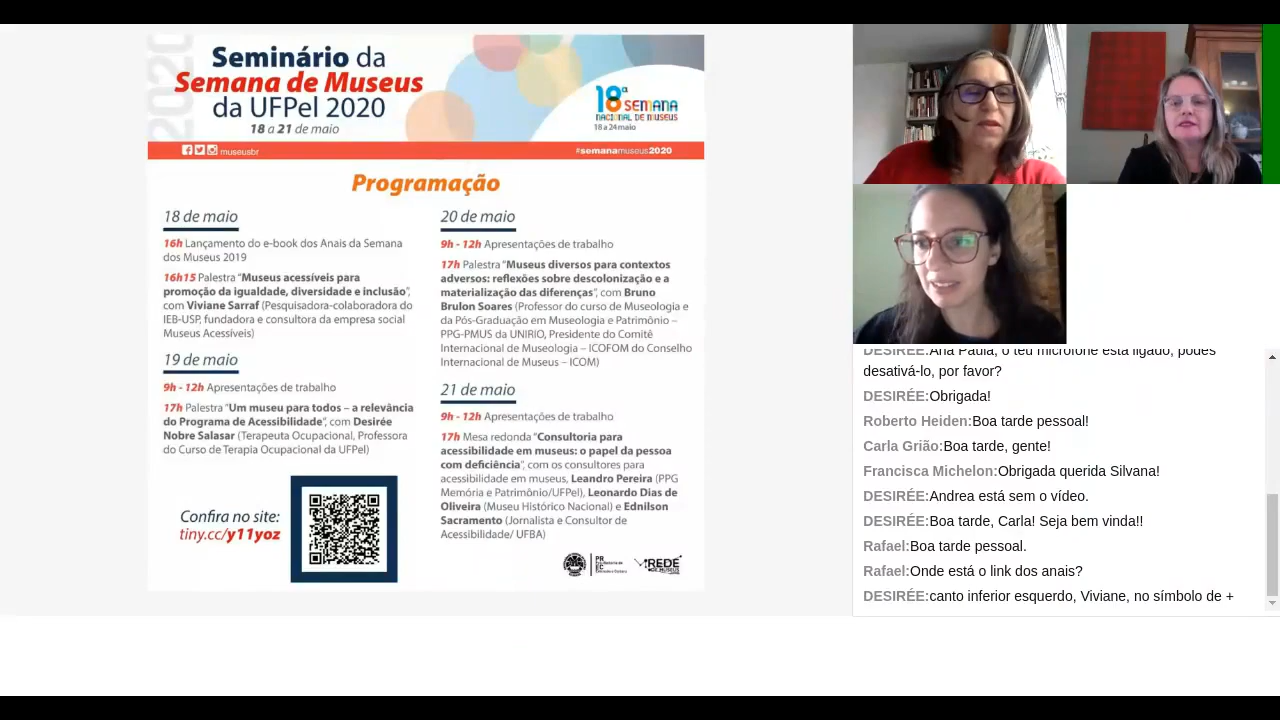 2020
Seminário da
Semana de Museus
da UFPel 2020
18 a 21 de maio
18ª SEMANA
NACIONAL DE MUSEUS
18 a 24 maio
museusbr
#semanamuseus2020
Programação
18 de maio
16h Lançamento do e-book dos Anais da Semana
dos Museus 2019
16h15 Palestra "Museus acessíveis para
promoção da igualdade, diversidade e inclusão",
com Viviane Sarraf (Pesquisadora-colaboradora do
IEB-USP, fundadora e consultora da empresa social
Museus Acessíveis)
19 de maio
9h - 12h Apresentações de trabalho
17h Palestra "Um museu para todos – a relevância
do Programa de Acessibilidade", com Desirée
Nobre Salasar (Terapeuta Ocupacional, Professora
do Curso de Terapia Ocupacional da UFPel)
Confira no site:
tiny.cc/y11yoz
20 de maio
9h - 12h Apresentações de trabalho
17h Palestra "Museus diversos para contextos
adversos: reflexões sobre descolonização e a
materialização das diferenças", com Bruno
Brulon Soares (Professor do curso de Museologia e
da Pós-Graduação em Museologia e Patrimônio –
PPG-PMUS da UNIRIO, Presidente do Comitê
Internacional de Museologia – ICOFOM do Conselho
Internacional de Museus – ICOM)
21 de maio
9h - 12h Apresentações de trabalho
17h Mesa redonda "Consultoria para
acessibilidade em museus: o papel da pessoa
com deficiência", com os consultores para
acessibilidade em museus, Leandro Pereira (PPG
Memória e Patrimônio/UFPel), Leonardo Dias de
Oliveira (Museu Histórico Nacional) e Ednilson
Sacramento (Jornalista e Consultor de
Acessibilidade/ UFBA)
PR
EC
REDE
DE MUSEUS
DESIRÉE:Ana Paula, o teu microfone está ligado, podes
desativá-lo, por favor?
DESIRÉE:Obrigada!
Roberto Heiden:Boa tarde pessoal!
Carla Grião:Boa tarde, gente!
Francisca Michelon:Obrigada querida Silvana!
DESIRÉE:Andrea está sem o vídeo.
DESIRÉE:Boa tarde, Carla! Seja bem vinda!!
Rafael:Boa tarde pessoal.
Rafael:Onde está o link dos anais?
DESIRÉE:canto inferior esquerdo, Viviane, no símbolo de +